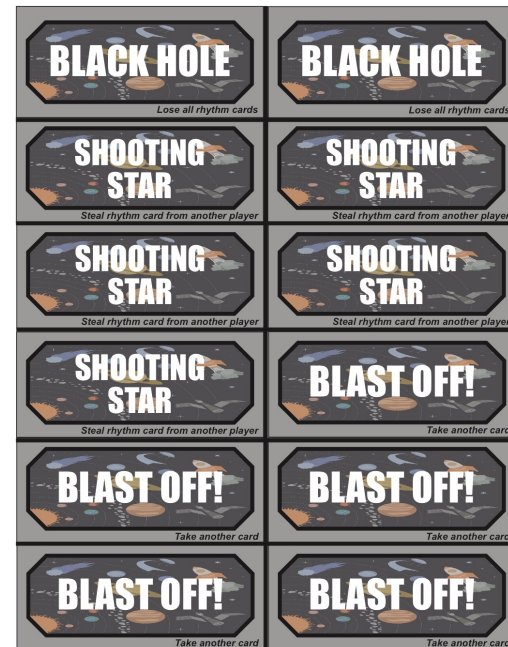 BLACK HOLE
Lose all rhythm cards
BLACK HOLE
Lose all rhythm cards
SHOOTING
STAR
Steal rhythm card from another player
SHOOTING
STAR
Steal rhythm card from another player
SHOOTING
STAR
Steal rhythm card from another player
SHOOTING
STAR
Steal rhythm card from another player
SHOOTING
STAR
Steal rhythm card from another player
BLAST OFF!
Take another card
BLAST OFF!
Take another card
BLAST OFF!
Take another card
BLAST OFF!
Take another card
BLAST OFF!
Take another card